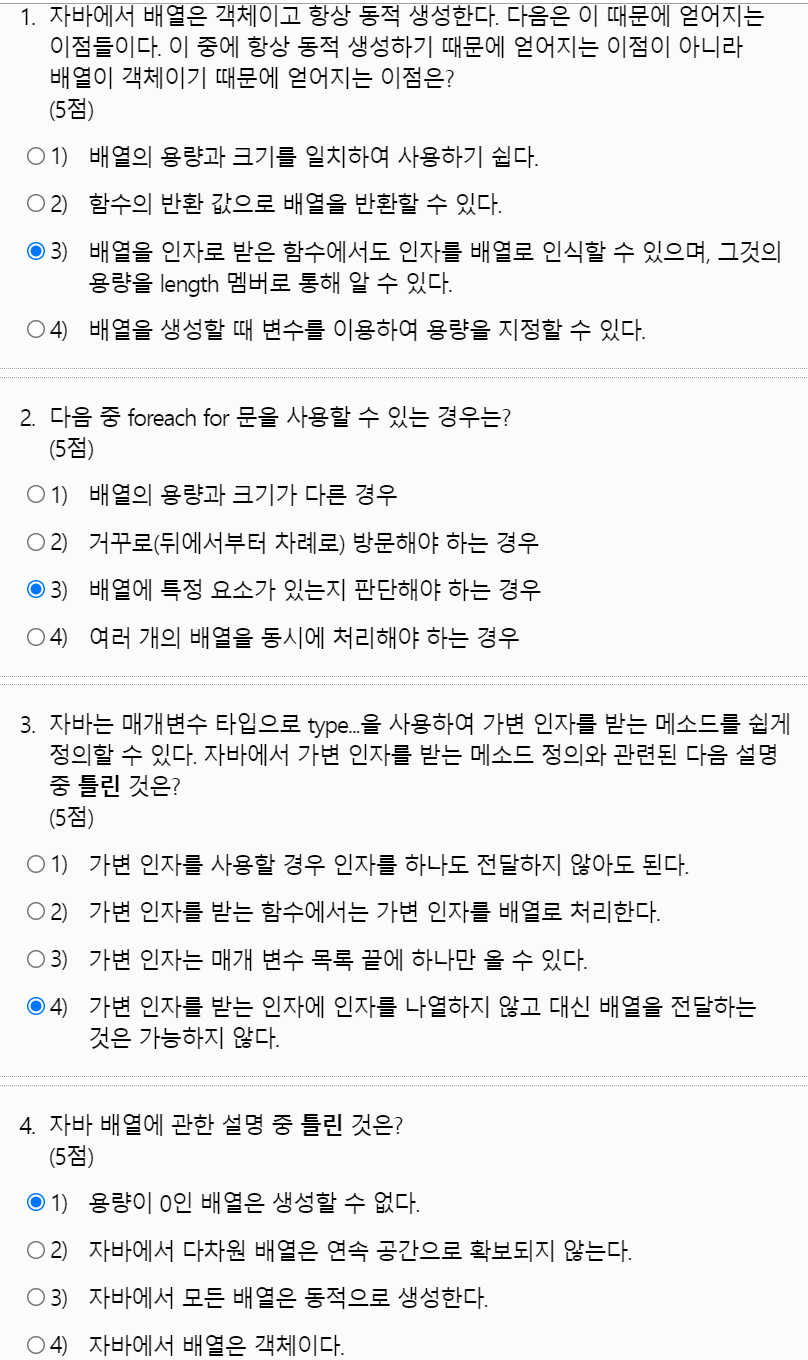 1. 자바에서 배열은 객체이고 항상 동적 생성한다. 다음은 이 때문에 얻어지는
이점들이다. 이 중에 항상 동적 생성하기 때문에 얻어지는 이점이 아니라
배열이 객체이기 때문에 얻어지는 이점은?
(5점)
1) 배열의 용량과 크기를 일치하여 사용하기 쉽다.
2) 함수의 반환 값으로 배열을 반환할 수 있다.
3) 배열을 인자로 받은 함수에서도 인자를 배열로 인식할 수 있으며, 그것의
용량을 length 멤버로 통해 알 수 있다.
4) 배열을 생성할 때 변수를 이용하여 용량을 지정할 수 있다.
2. 다음 중 foreach for 문을 사용할 수 있는 경우는?
(5점)
1) 배열의 용량과 크기가 다른 경우
2) 거꾸로(뒤에서부터 차례로) 방문해야 하는 경우
3) 배열에 특정 요소가 있는지 판단해야 하는 경우
4) 여러 개의 배열을 동시에 처리해야 하는 경우
3. 자바는 매개변수 타입으로 type...을 사용하여 가변 인자를 받는 메소드를 쉽게
정의할 수 있다. 자바에서 가변 인자를 받는 메소드 정의와 관련된 다음 설명
중 틀린 것은?
(5점)
1) 가변 인자를 사용할 경우 인자를 하나도 전달하지 않아도 된다.
2) 가변 인자를 받는 함수에서는 가변 인자를 배열로 처리한다.
3) 가변 인자는 매개 변수 목록 끝에 하나만 올 수 있다.
4) 가변 인자를 받는 인자에 인자를 나열하지 않고 대신 배열을 전달하는
것은 가능하지 않다.
4. 자바 배열에 관한 설명 중 틀린 것은?
(5점)
1) 용량이 0인 배열은 생성할 수 없다.
2) 자바에서 다차원 배열은 연속 공간으로 확보되지 않는다.
3) 자바에서 모든 배열은 동적으로 생성한다.
4) 자바에서 배열은 객체이다.